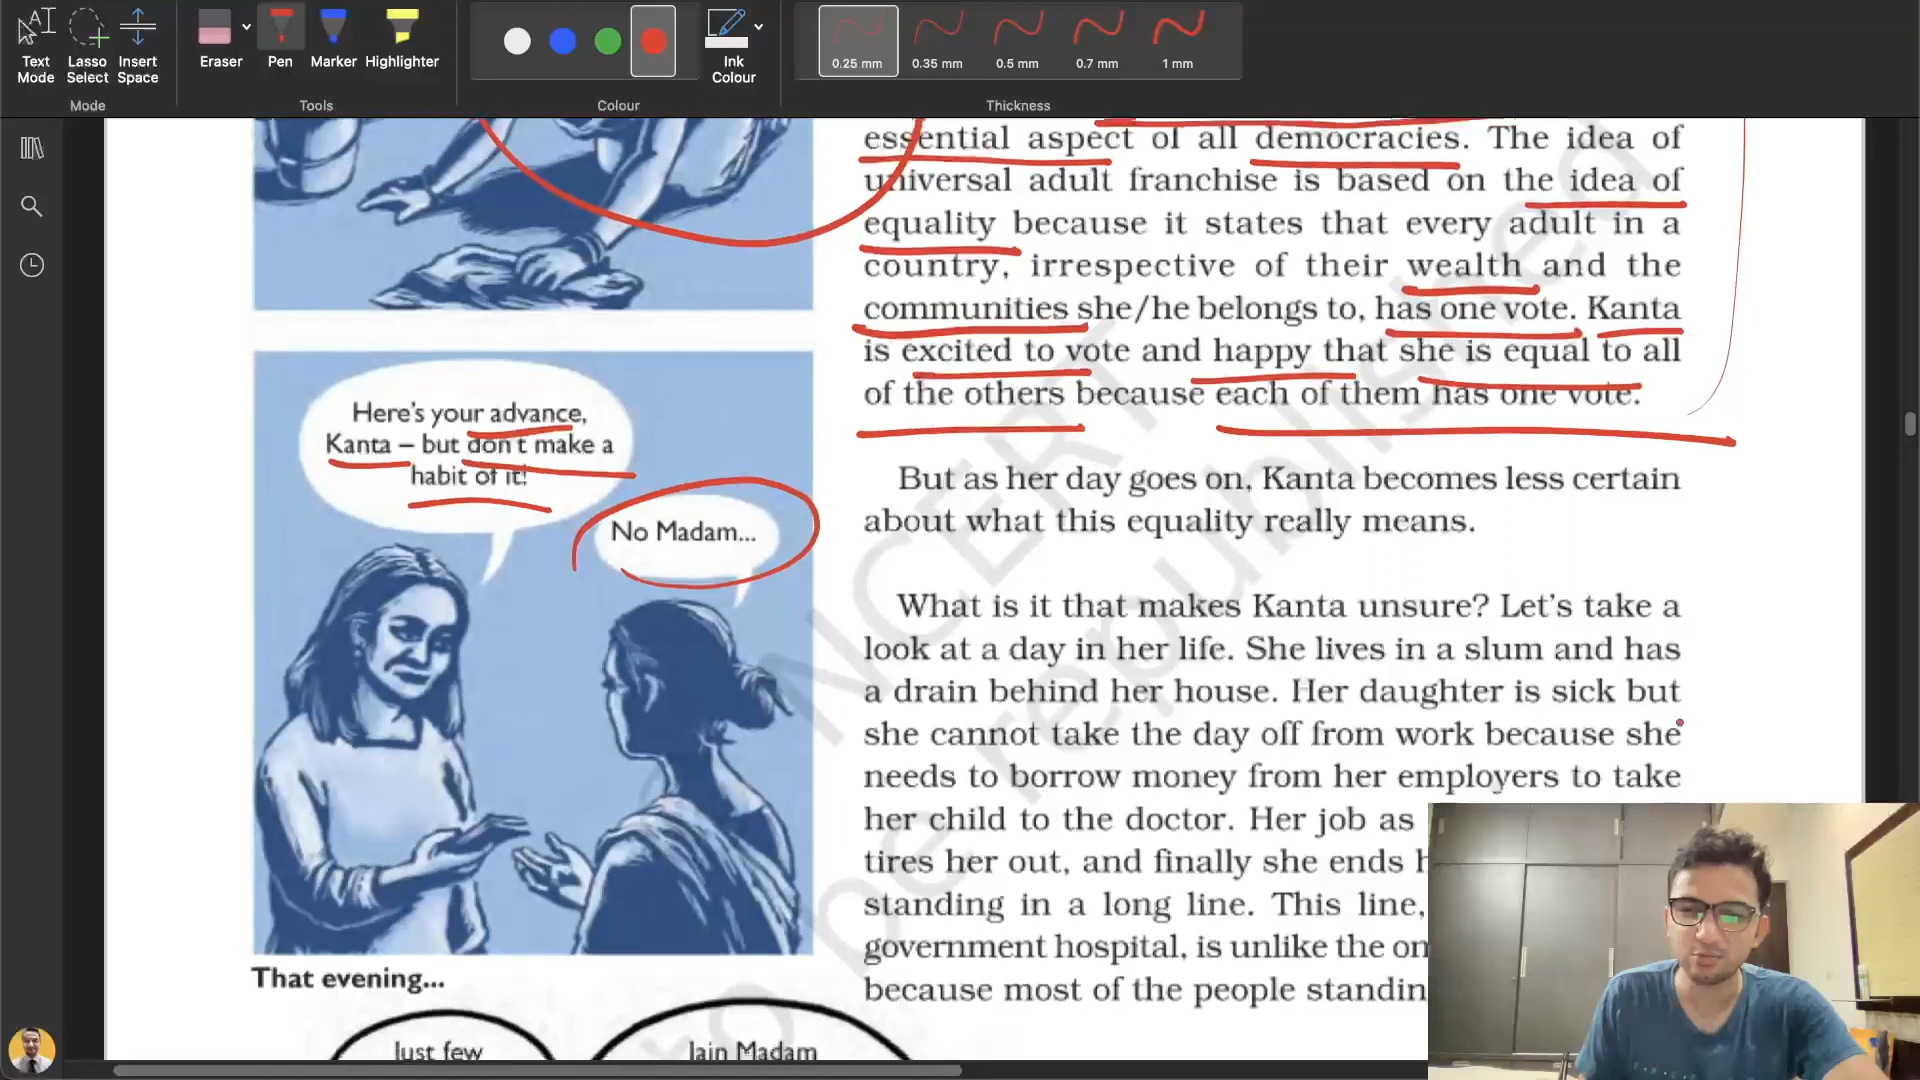 Text
Mode
Lasso
Select
Insert
Space
Mode
Eraser
Pen
Marker
Highlighter
Tools
Colour
Ink
Colour
0.25 mm
0.35 mm
0.5 mm
0.7 mm
1 mm
Thickness
Here's your advance,
Kanta – but don't make a
habit of it!
No Madam...
That evening...
Just few
Jain Madam
essential aspect of all democracies. The idea of
universal adult franchise is based on the idea of
equality because it states that every adult in a
country, irrespective of their wealth and the
communities she/he belongs to, has one vote. Kanta
is excited to vote and happy that she is equal to all
of the others because each of them has one vote.
But as her day goes on, Kanta becomes less certain
about what this equality really means.
What is it that makes Kanta unsure? Let's take a
look at a day in her life. She lives in a slum and has
a drain behind her house. Her daughter is sick but
she cannot take the day off from work because she
needs to borrow money from her employers to take
her child to the doctor. Her job as
tires her out, and finally she ends
standing in a long line. This line,
government hospital, is unlike the
because most of the people
NCERT
be republished